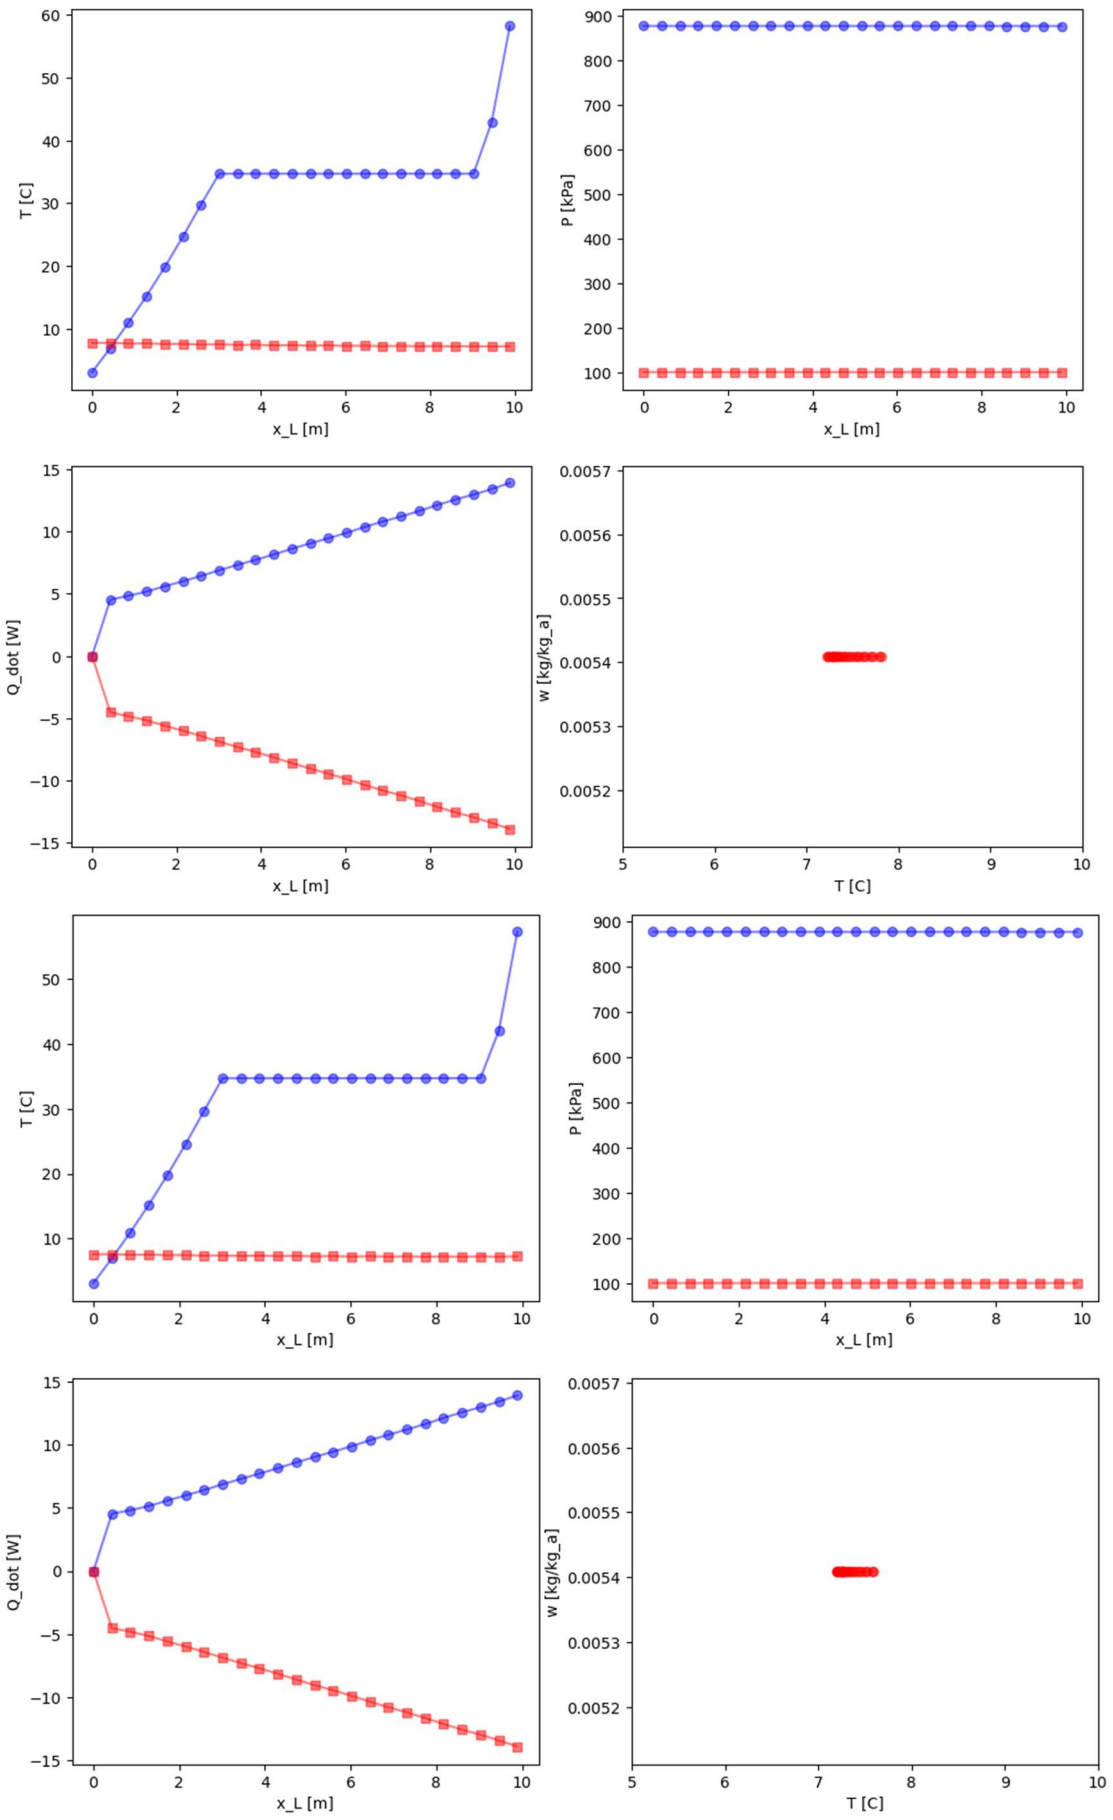 60
50
40
30
20
10
T [C]
0 2 4 6 8 10
x_L [m]
900
800
700
600
500
400
300
200
100
P [kPa]
0 2 4 6 8 10
x_L [m]
15
10
5
0
−5
−10
−15
Q_dot [W]
0 2 4 6 8 10
x_L [m]
0.0057
0.0056
0.0055
0.0054
0.0053
0.0052
w [kg/kg_a]
5 6 7 8 9 10
T [C]
50
40
30
20
10
T [C]
0 2 4 6 8 10
x_L [m]
900
800
700
600
500
400
300
200
100
P [kPa]
0 2 4 6 8 10
x_L [m]
15
10
5
0
−5
−10
−15
Q_dot [W]
0 2 4 6 8 10
x_L [m]
0.0057
0.0056
0.0055
0.0054
0.0053
0.0052
w [kg/kg_a]
5 6 7 8 9 10
T [C]